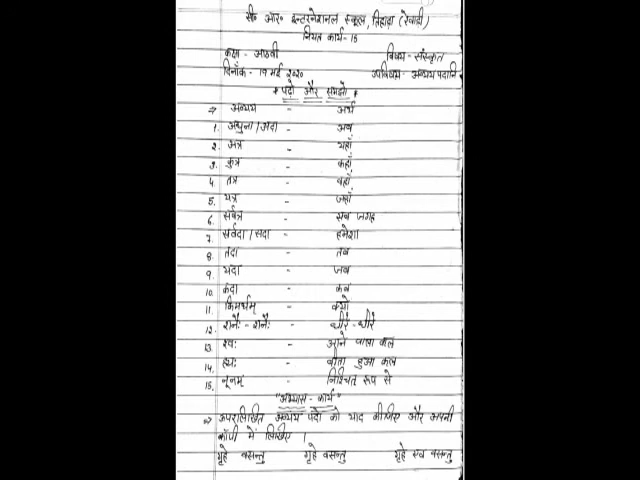 सी० आर० इन्टरनेशनल स्कूल, लिहाड़ा (रेवाड़ी)
नियत कार्य - 15
कक्षा - आठवी विषय - संस्कृत
दिनाँक - 19 मई 2020 उपविषय - अव्यय पदानि
* पढ़ो और समझो *
⇒ अव्यय - अर्थ
1. अधुना / अदा - अब
2. अत्र - यहाँ
3. कुत्र - कहाँ
4. तत्र - वहाँ
5. यत्र - जहाँ
6. सर्वत्र - सब जगह
7. सर्वदा / सदा - हमेशा
8. तदा - तब
9. यदा - जब
10. कदा - कब
11. किमर्थम् - क्यों
12. शनैः - शनैः - धीरे - धीरे
13. श्वः - आने वाला कल
14. ह्यः - बीता हुआ कल
15. नूनम् - निश्चित रूप से
"अभ्यास - कार्य"
⇒ उपरलिखित अव्यय पदों को याद कीजिए और अपनी
कॉपी में लिखिए ।
गृहे वसन्तु गृहे वसन्तु गृहे एव वसन्तु